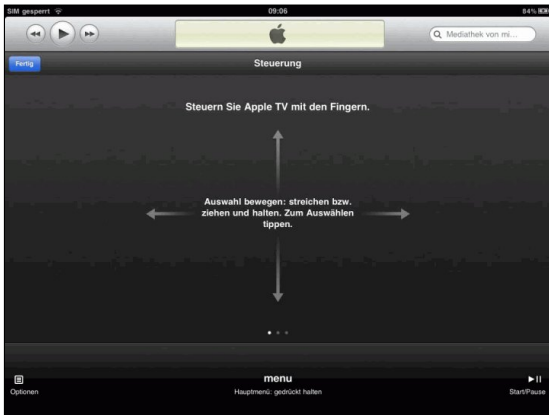 SIM gesperrt 09:06 84%
Mediathek von mi...
Fertig Steuerung
Steuern Sie Apple TV mit den Fingern.
Auswahl bewegen: streichen bzw.
ziehen und halten. Zum Auswählen
tippen.
menu
Optionen Hauptmenü: gedrückt halten Start/Pause